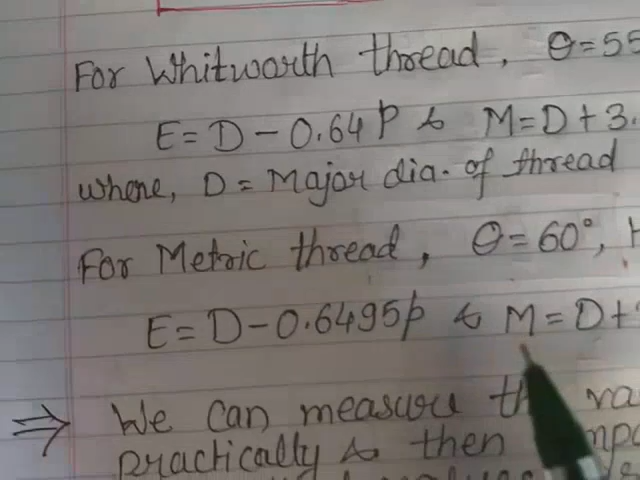 For Whitworth thread, θ=55
E=D-0.64P & M=D+3.
where, D = Major dia. of thread
For Metric thread, θ=60°,
E=D-0.6495p & M=D+
⇒ We can measure
practically & then